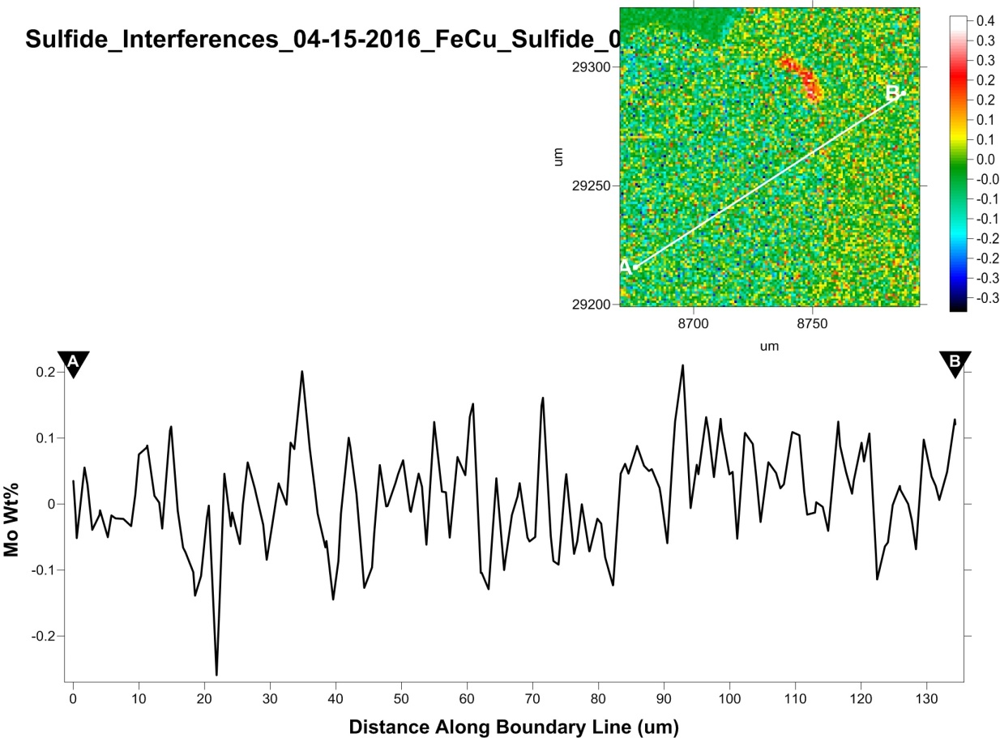 Sulfide_Interferences_04-15-2016_FeCu_Sulfide_0
29300
29250
29200
um
8700
8750
um
A
B
0.4
0.3
0.3
0.2
0.2
0.1
0.1
0.0
-0.0
-0.1
-0.1
-0.2
-0.2
-0.3
-0.3
A
B
0.2
0.1
0
-0.1
-0.2
Mo Wt%
0 10 20 30 40 50 60 70 80 90 100 110 120 130
Distance Along Boundary Line (um)